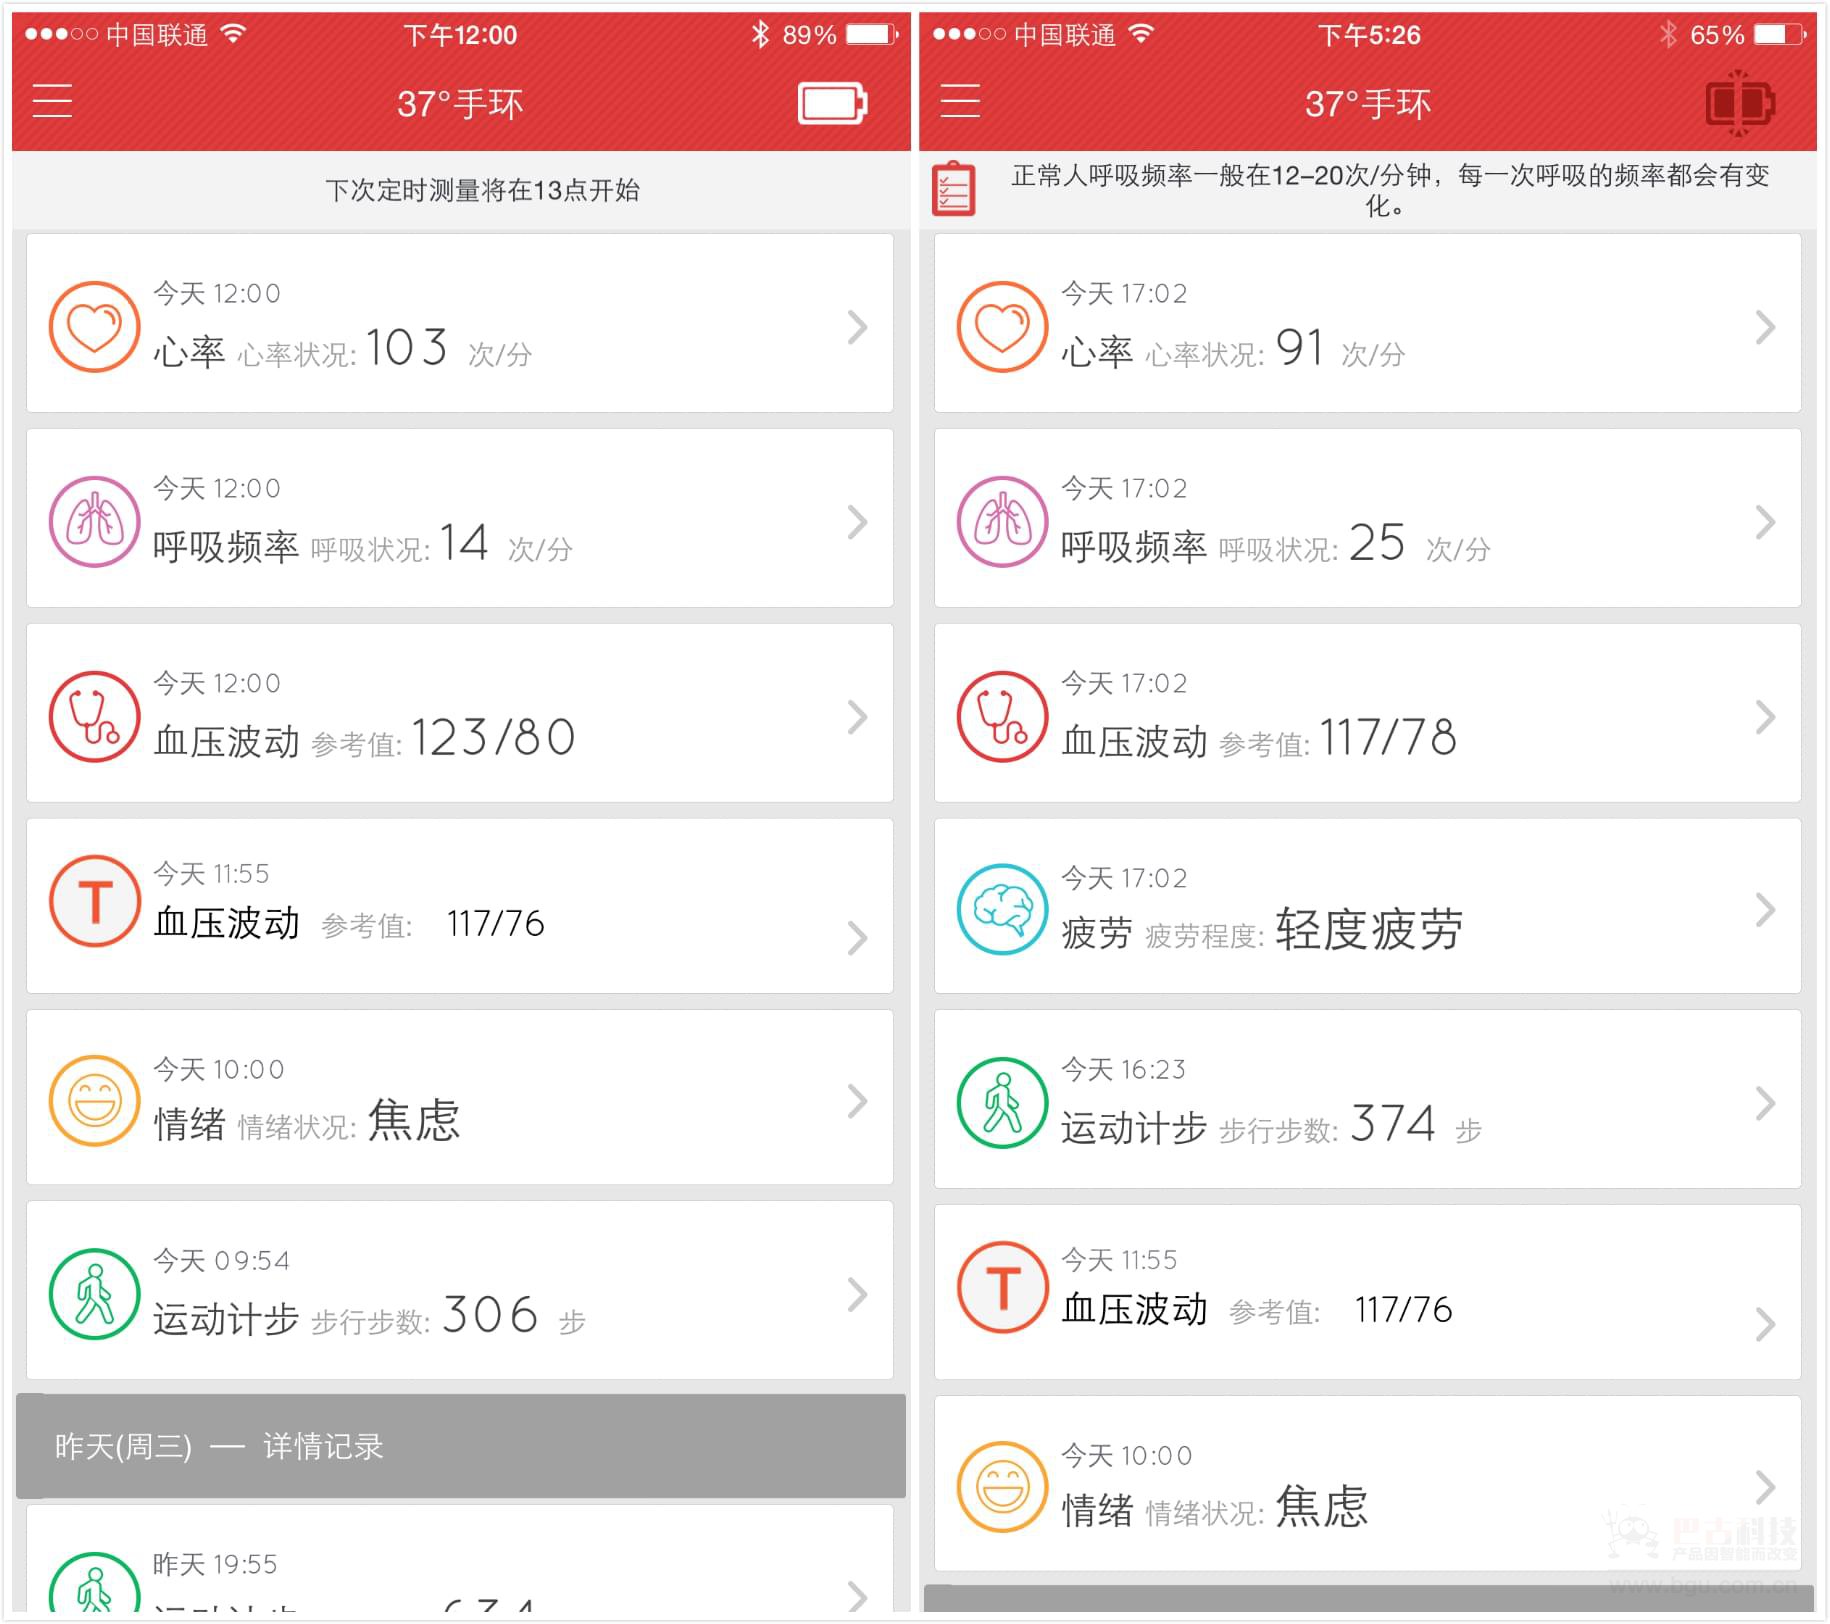 中国联通
下午12:00
89%
37°手环
下次定时测量将在13点开始
今天 12:00
心率 心率状况: 103 次/分
今天 12:00
呼吸频率 呼吸状况: 14 次/分
今天 12:00
血压波动 参考值: 123/80
T
今天 11:55
血压波动 参考值: 117/76
今天 10:00
情绪 情绪状况: 焦虑
今天 09:54
运动计步 步行步数: 306 步
昨天(周三) — 详情记录
昨天 19:55
中国联通
下午5:26
65%
37°手环
正常人呼吸频率一般在12-20次/分钟，每一次呼吸的频率都会有变
化。
今天 17:02
心率 心率状况: 91 次/分
今天 17:02
呼吸频率 呼吸状况: 25 次/分
今天 17:02
血压波动 参考值: 117/78
今天 17:02
疲劳 疲劳程度: 轻度疲劳
今天 16:23
运动计步 步行步数: 374 步
T
今天 11:55
血压波动 参考值: 117/76
今天 10:00
情绪 情绪状况: 焦虑
巴古科技
产品因智能而改变
www.bgu.com.cn